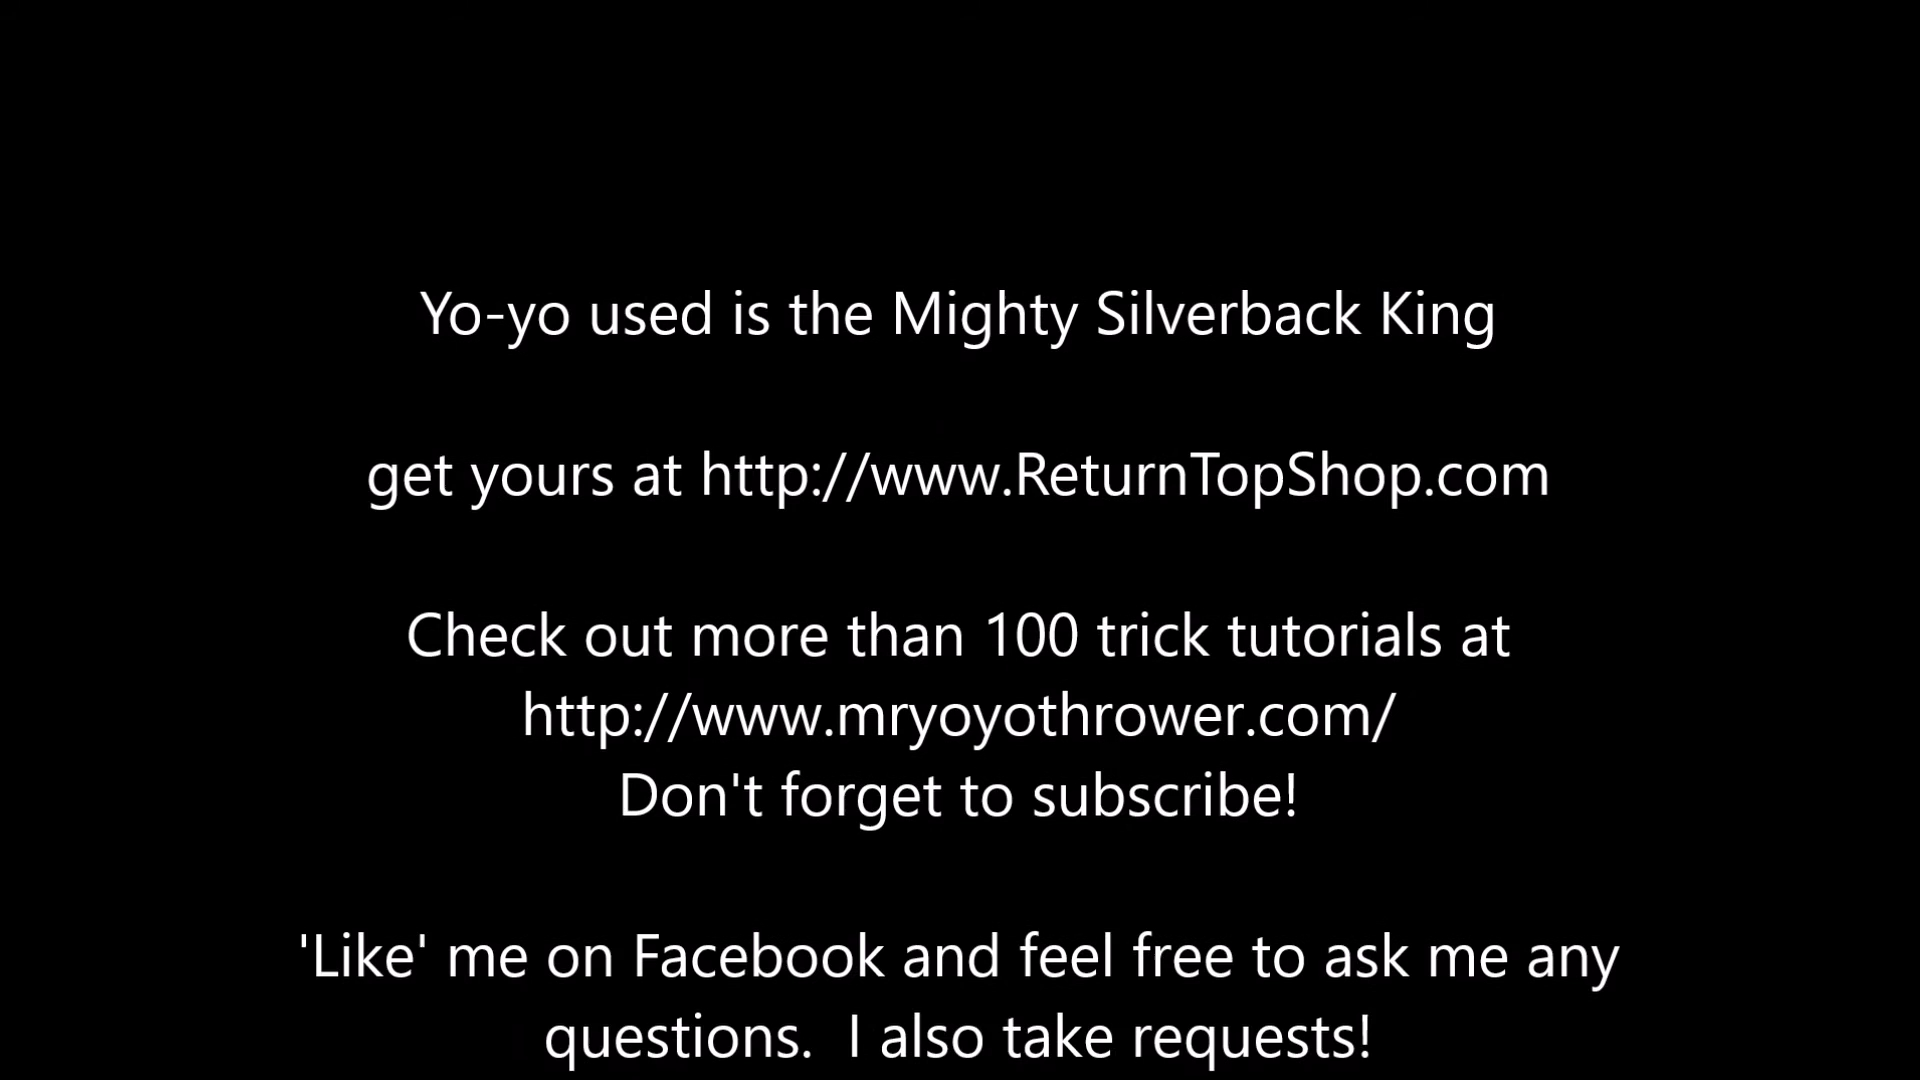 Yo-yo used is the Mighty Silverback King
get yours at http://www.ReturnTopShop.com
Check out more than 100 trick tutorials at
http://www.mryoyothrower.com/
Don't forget to subscribe!
'Like' me on Facebook and feel free to ask me any
questions.  I also take requests!